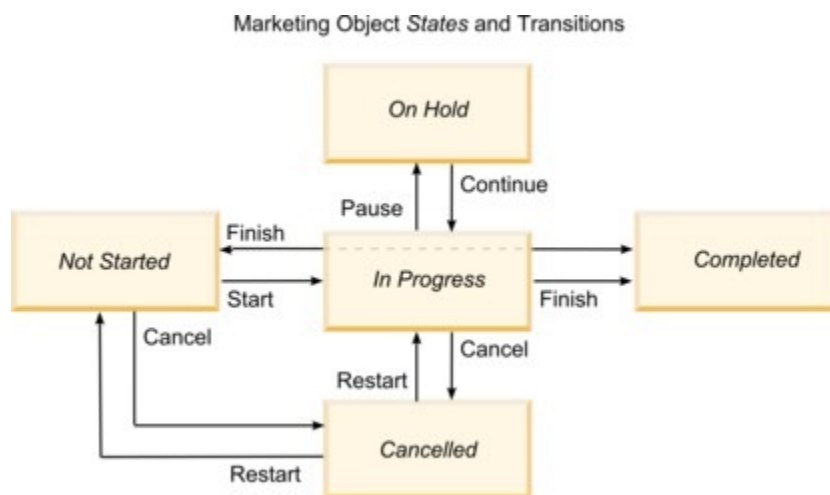 Marketing Object States and Transitions
On Hold
Pause
Continue
Finish
Not Started
Start
In Progress
Finish
Completed
Cancel
Restart
Cancel
Cancelled
Restart